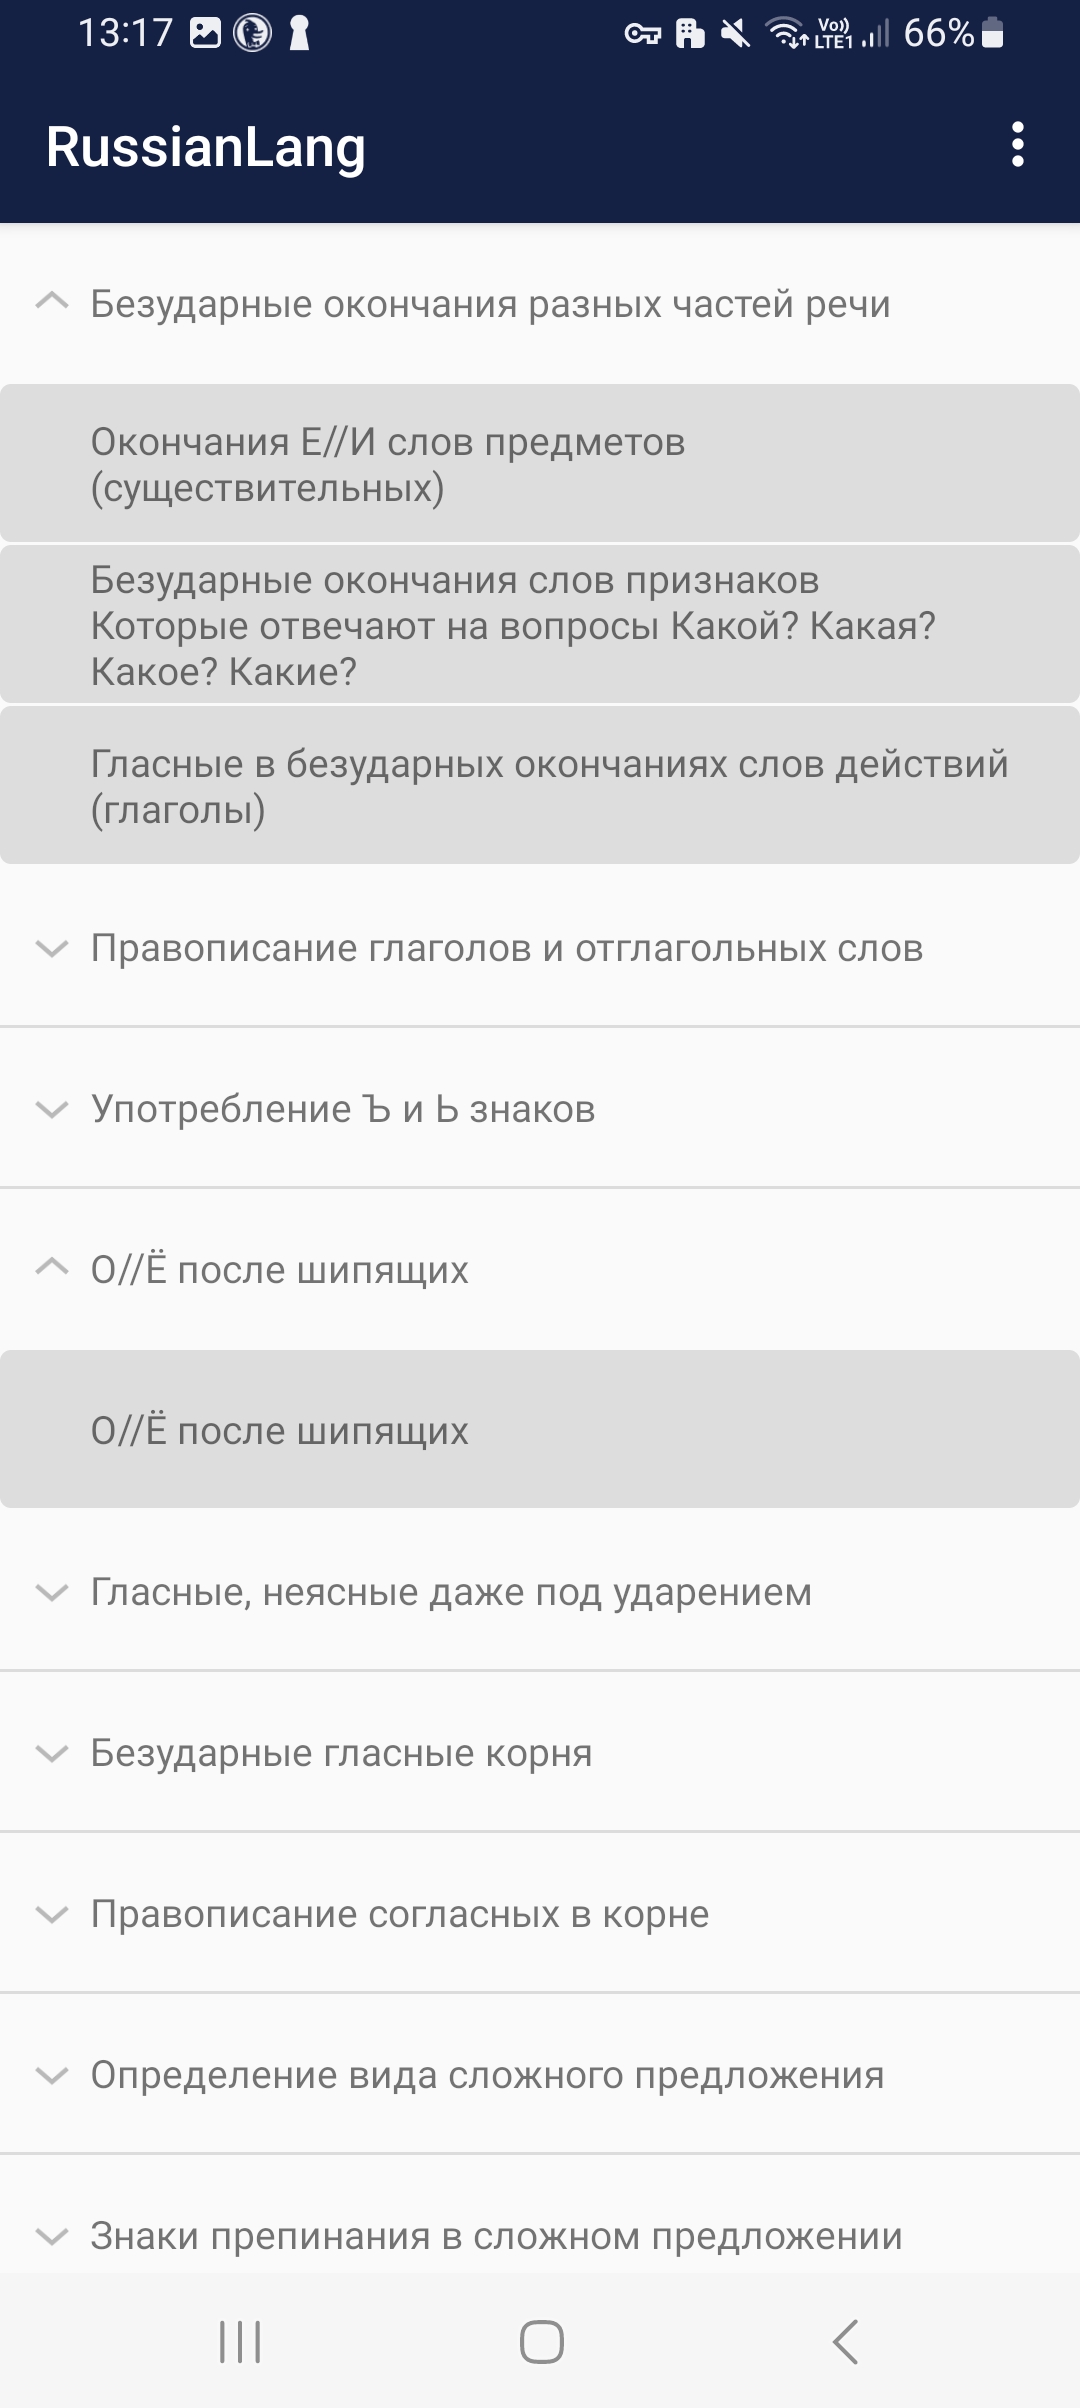 13:17
Vo)) LTE1 66%
RussianLang
Безударные окончания разных частей речи
Окончания Е//И слов предметов
(существительных)
Безударные окончания слов признаков
Которые отвечают на вопросы Какой? Какая?
Какое? Какие?
Гласные в безударных окончаниях слов действий
(глаголы)
Правописание глаголов и отглагольных слов
Употребление Ъ и Ь знаков
О//Ё после шипящих
О//Ё после шипящих
Гласные, неясные даже под ударением
Безударные гласные корня
Правописание согласных в корне
Определение вида сложного предложения
Знаки препинания в сложном предложении